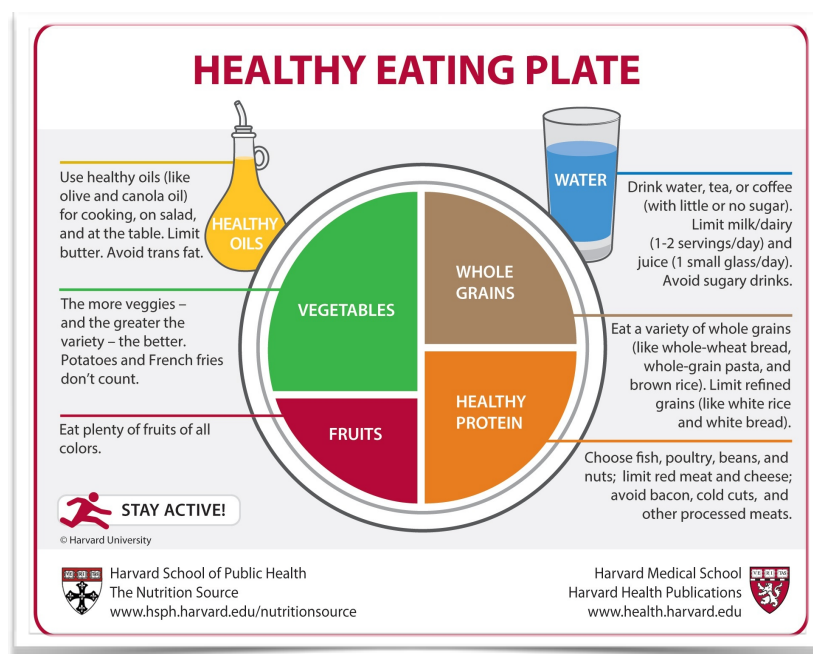 HEALTHY EATING PLATE
Use healthy oils (like
olive and canola oil)
for cooking, on salad,
and at the table. Limit
butter. Avoid trans fat.
HEALTHY
OILS
The more veggies –
and the greater the
variety – the better.
Potatoes and French fries
don't count.
Eat plenty of fruits of all
colors.
STAY ACTIVE!
© Harvard University
VEGETABLES
FRUITS
WHOLE
GRAINS
HEALTHY
PROTEIN
WATER
Drink water, tea, or coffee
(with little or no sugar).
Limit milk/dairy
(1-2 servings/day) and
juice (1 small glass/day).
Avoid sugary drinks.
Eat a variety of whole grains
(like whole-wheat bread,
whole-grain pasta, and
brown rice). Limit refined
grains (like white rice
and white bread).
Choose fish, poultry, beans, and
nuts; limit red meat and cheese;
avoid bacon, cold cuts, and
other processed meats.
VE RI TAS
Harvard School of Public Health
The Nutrition Source
www.hsph.harvard.edu/nutritionsource
Harvard Medical School
Harvard Health Publications
www.health.harvard.edu
VE RI TAS